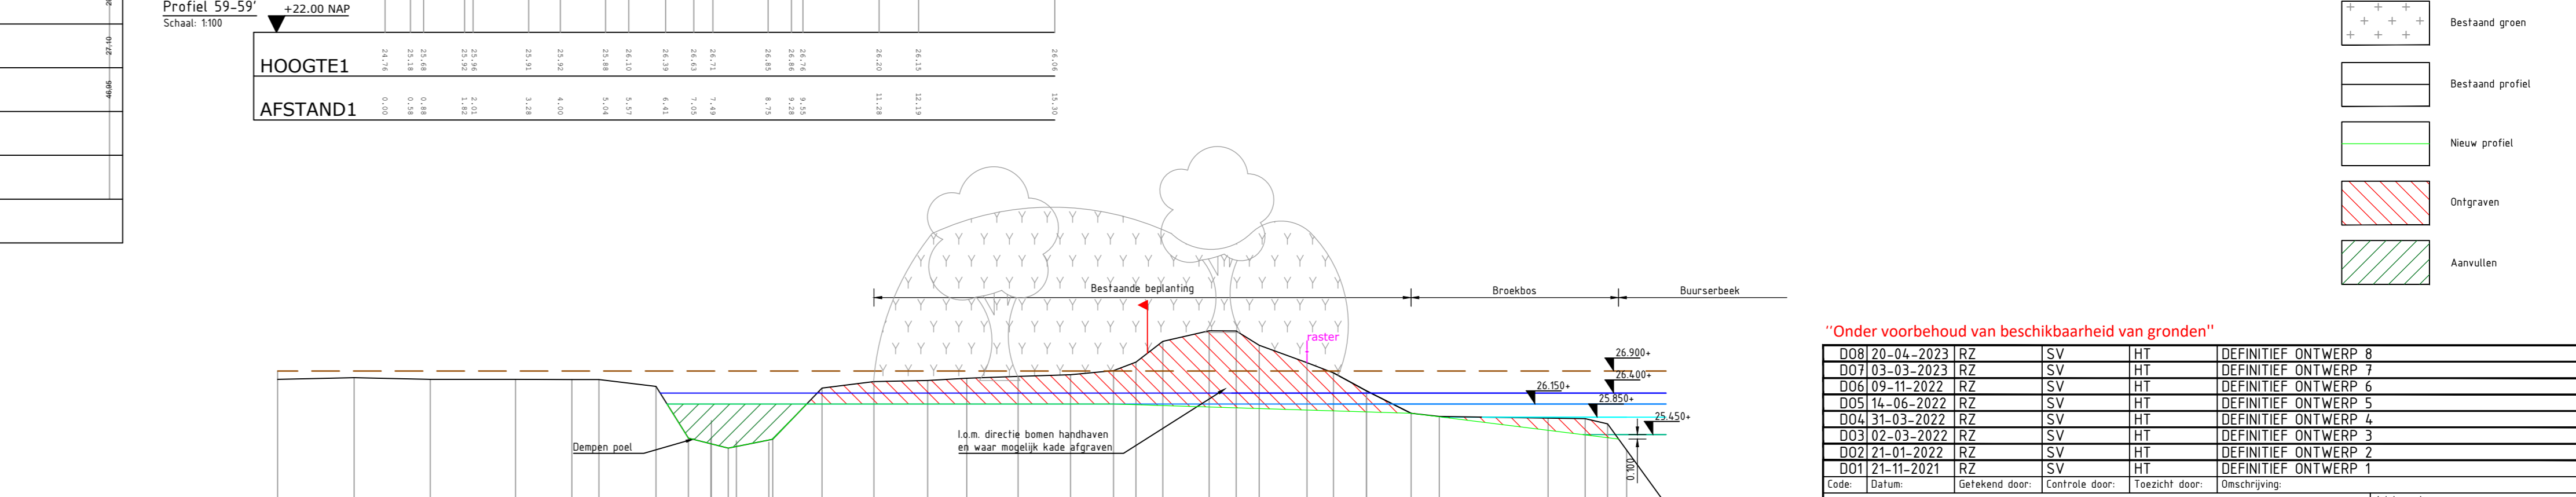 Profiel 59-59'
+22.00 NAP
Schaal: 1:100
27,10
46,95
HOOGTE1
24.76 25.18 25.68 25.92 25.96 25.91 25.92 25.88 26.10 26.39 26.63 26.71 26.85 26.86 26.76 26.20 26.15 26.06
AFSTAND1
0.00 0.58 0.88 1.82 2.01 3.28 4.00 5.04 5.57 6.41 7.05 7.49 8.75 9.28 9.55 11.28 12.19 15.30
Bestaand groen
Bestaand profiel
Nieuw profiel
Ontgraven
Aanvullen
Bestaande beplanting
Broekbos
Buurserbeek
raster
26.900+
26.400+
26.150+
25.850+
25.450+
0.100
Dempen poel
I.o.m. directie bomen handhaven
en waar mogelijk kade afgraven
"Onder voorbehoud van beschikbaarheid van gronden"
DO8 20-04-2023 RZ SV HT DEFINITIEF ONTWERP 8
DO7 03-03-2023 RZ SV HT DEFINITIEF ONTWERP 7
DO6 09-11-2022 RZ SV HT DEFINITIEF ONTWERP 6
DO5 14-06-2022 RZ SV HT DEFINITIEF ONTWERP 5
DO4 31-03-2022 RZ SV HT DEFINITIEF ONTWERP 4
DO3 02-03-2022 RZ SV HT DEFINITIEF ONTWERP 3
DO2 21-01-2022 RZ SV HT DEFINITIEF ONTWERP 2
DO1 21-11-2021 RZ SV HT DEFINITIEF ONTWERP 1
Code: Datum: Getekend door: Controle door: Toezicht door: Omschrijving: